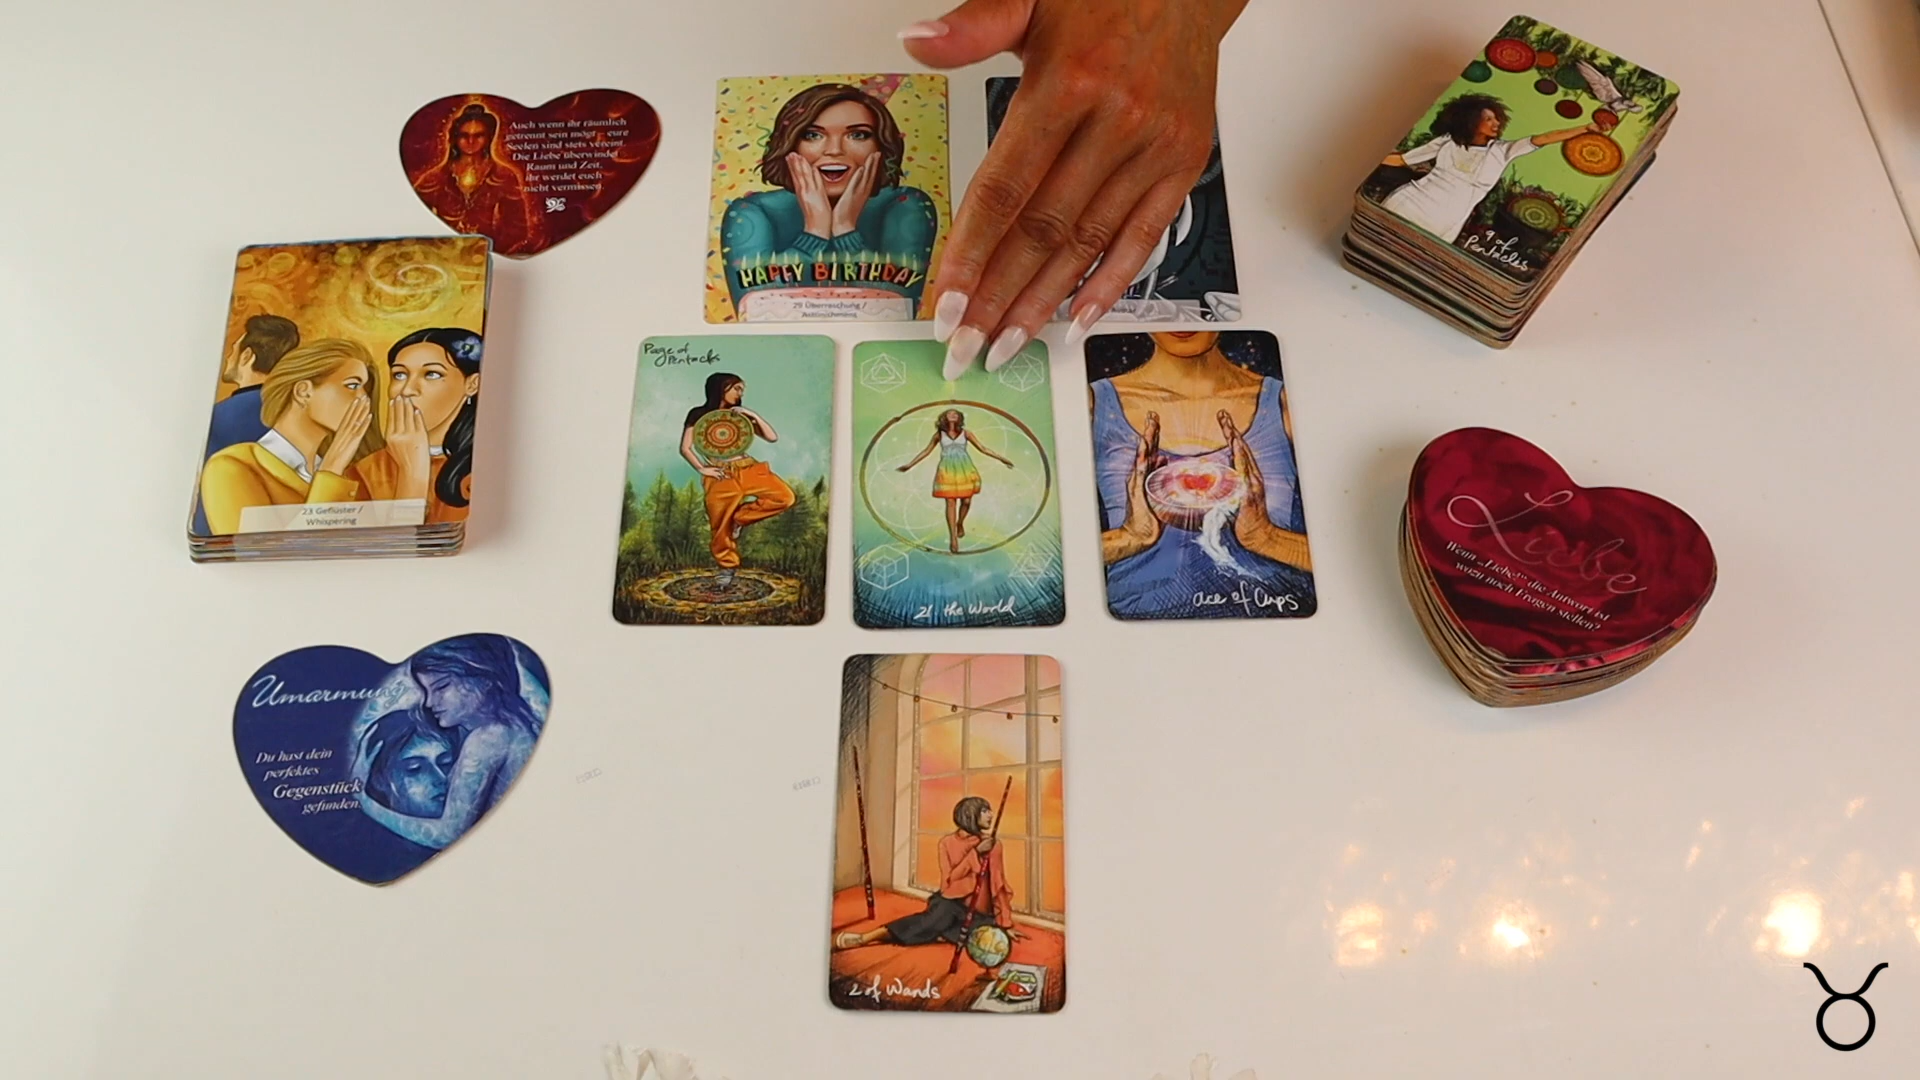 Auch wenn ihr räumlich
getrennt sein mögt - eure
Seelen sind stets vereint.
Die Liebe überwindet
Raum und Zeit,
ihr werdet euch
nicht vermissen.
HAPPY BIRTHDAY
29 Überraschung /
9 of
Pentacles
23 Geflüster /
Whispering
Page of
Pentacles
21 the World
ace of Cups
Liebe
Wenn „Liebe" die Antwort ist
wozu noch Fragen stellen?
Umarmung
Du hast dein
perfektes
Gegenstück
gefunden.
2 of Wands